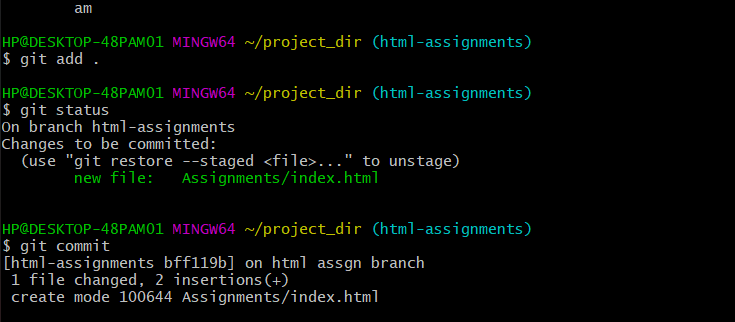 am
HP@DESKTOP-48PAM01 MINGW64 ~/project_dir (html-assignments)
$ git add .
HP@DESKTOP-48PAM01 MINGW64 ~/project_dir (html-assignments)
$ git status
On branch html-assignments
Changes to be committed:
(use "git restore --staged <file>..." to unstage)
new file:   Assignments/index.html
HP@DESKTOP-48PAM01 MINGW64 ~/project_dir (html-assignments)
$ git commit
[html-assignments bff119b] on html assgn branch
1 file changed, 2 insertions(+)
create mode 100644 Assignments/index.html